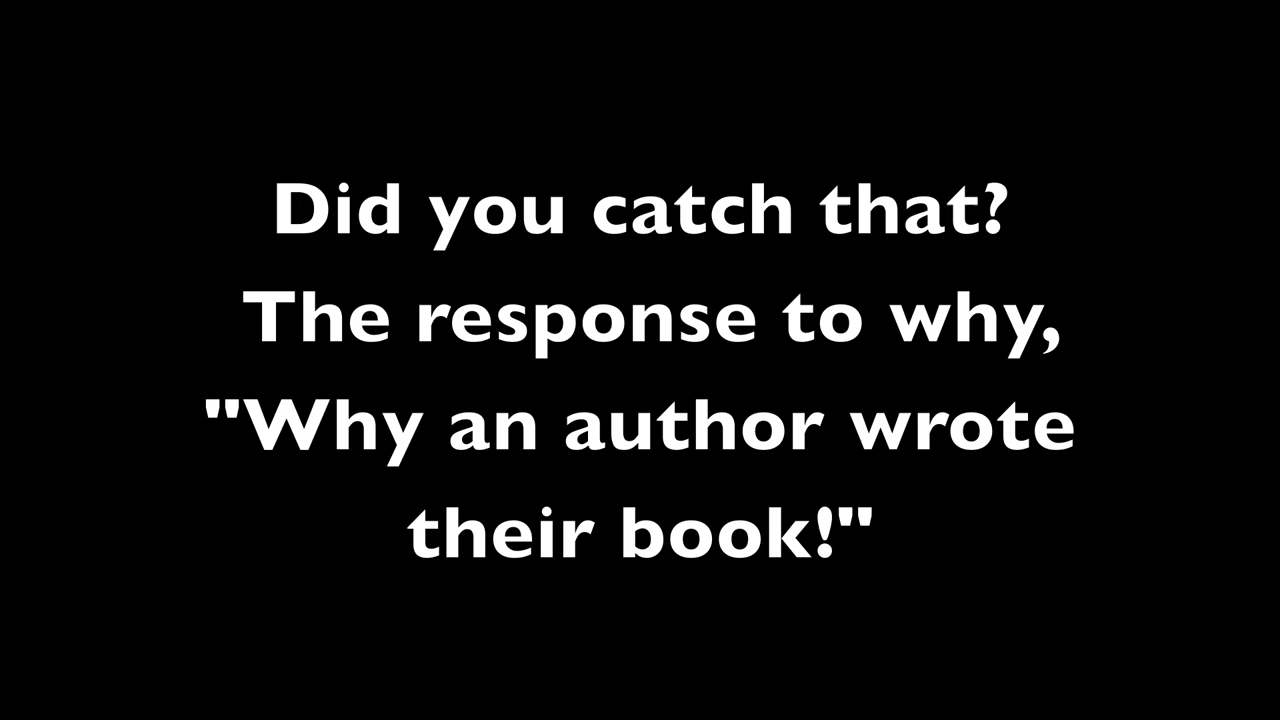 Did you catch that?
The response to why,
"Why an author wrote
their book!"